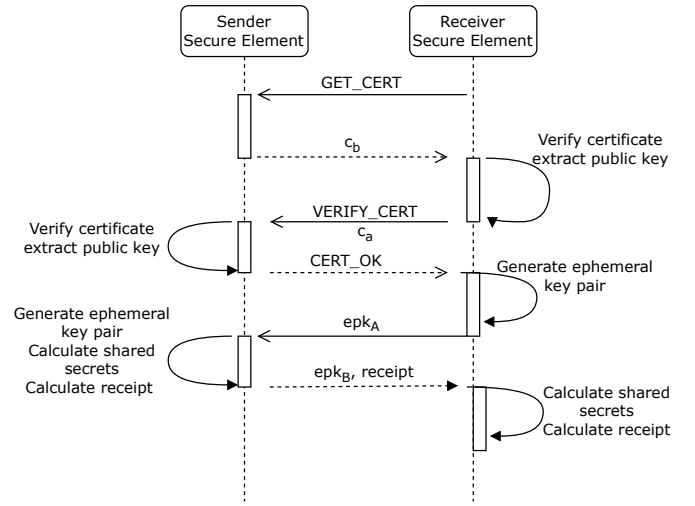 Sender
Secure Element
Receiver
Secure Element
GET_CERT
c_b
Verify certificate
extract public key
VERIFY_CERT
c_a
Verify certificate
extract public key
CERT_OK
Generate ephemeral
key pair
epk_A
Generate ephemeral
key pair
Calculate shared
secrets
Calculate receipt
epk_B, receipt
Calculate shared
secrets
Calculate receipt